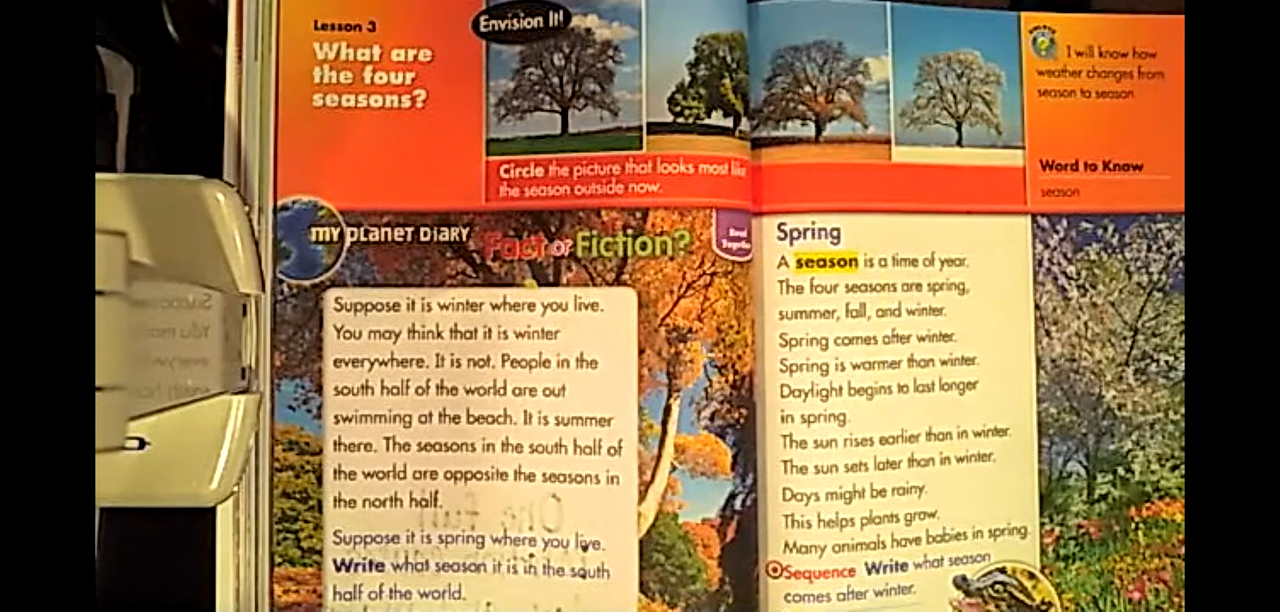 Lesson 3
What are
the four
seasons?
Envision It!
Circle the picture that looks most like
the season outside now.
I will know how
weather changes from
season to season.
Word to Know
season
my planet Diary
Fact or Fiction?
Read
Together
Suppose it is winter where you live.
You may think that it is winter
everywhere. It is not. People in the
south half of the world are out
swimming at the beach. It is summer
there. The seasons in the south half of
the world are opposite the seasons in
the north half.
Suppose it is spring where you live.
Write what season it is in the south
half of the world.
Spring
A season is a time of year.
The four seasons are spring,
summer, fall, and winter.
Spring comes after winter.
Spring is warmer than winter.
Daylight begins to last longer
in spring.
The sun rises earlier than in winter.
The sun sets later than in winter.
Days might be rainy.
This helps plants grow.
Many animals have babies in spring.
Sequence Write what season
comes after winter.